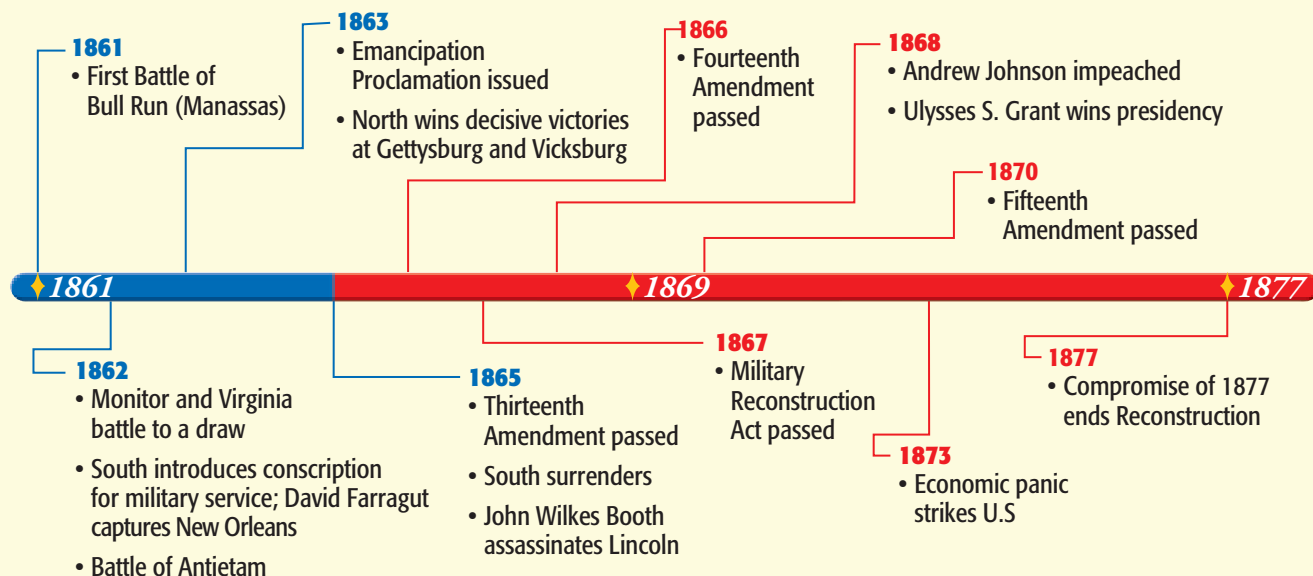 1861
• First Battle of
Bull Run (Manassas)
1863
• Emancipation
Proclamation issued
• North wins decisive victories
at Gettysburg and Vicksburg
1866
• Fourteenth
Amendment
passed
1868
• Andrew Johnson impeached
• Ulysses S. Grant wins presidency
1870
• Fifteenth
Amendment passed
1861
1869
1877
1862
• Monitor and Virginia
battle to a draw
• South introduces conscription
for military service; David Farragut
captures New Orleans
• Battle of Antietam
1865
• Thirteenth
Amendment passed
• South surrenders
• John Wilkes Booth
assassinates Lincoln
1867
• Military
Reconstruction
Act passed
1873
• Economic panic
strikes U.S
1877
• Compromise of 1877
ends Reconstruction